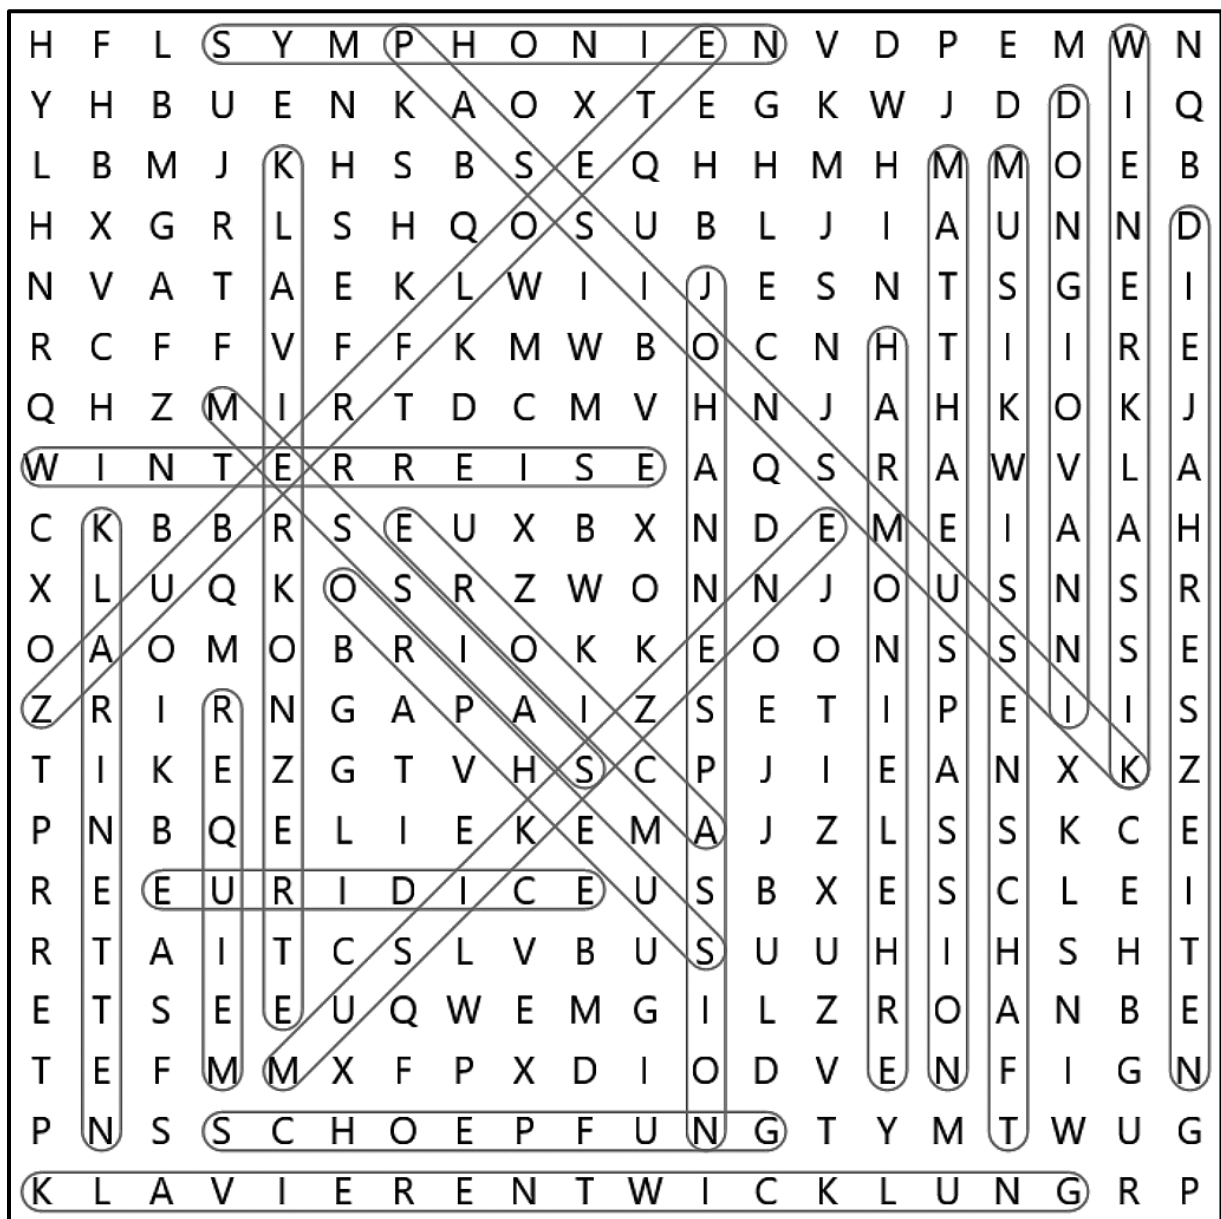 H F L S Y M P H O N I E N V D P E M W N
Y H B U E N K A O X T E G K W J D D I Q
L B M J K H S B S E Q H H M H M M O E B
H X G R L S H Q O S U B L J I A U N N D
N V A T A E K L W I I J E S N T S G E I
R C F F V F F K M W B O C N H T I I R E
Q H Z M I R T D C M V H N J A H K O K J
W I N T E R R E I S E A Q S R A W V L A
C K B B R S E U X B X N D E M E I A A H
X L U Q K O S R Z W O N N J O U S N S R
O A O M O B R I O K K E O O N S S N S E
Z R I R N G A P A I Z S E T I P E I I S
T I K E Z G T V H S C P J I E A N X K Z
P N B Q E L I E K E M A J Z L S S K C E
R E E U R I D I C E U S B X E S C L E I
R T A I T C S L V B U S U U H I H S H T
E T S E E U Q W E M G I L Z R O A N B E
T E F M M X F P X D I O D V E N F I G N
P N S S C H O E P F U N G T Y M T W U G
K L A V I E R E N T W I C K L U N G R P